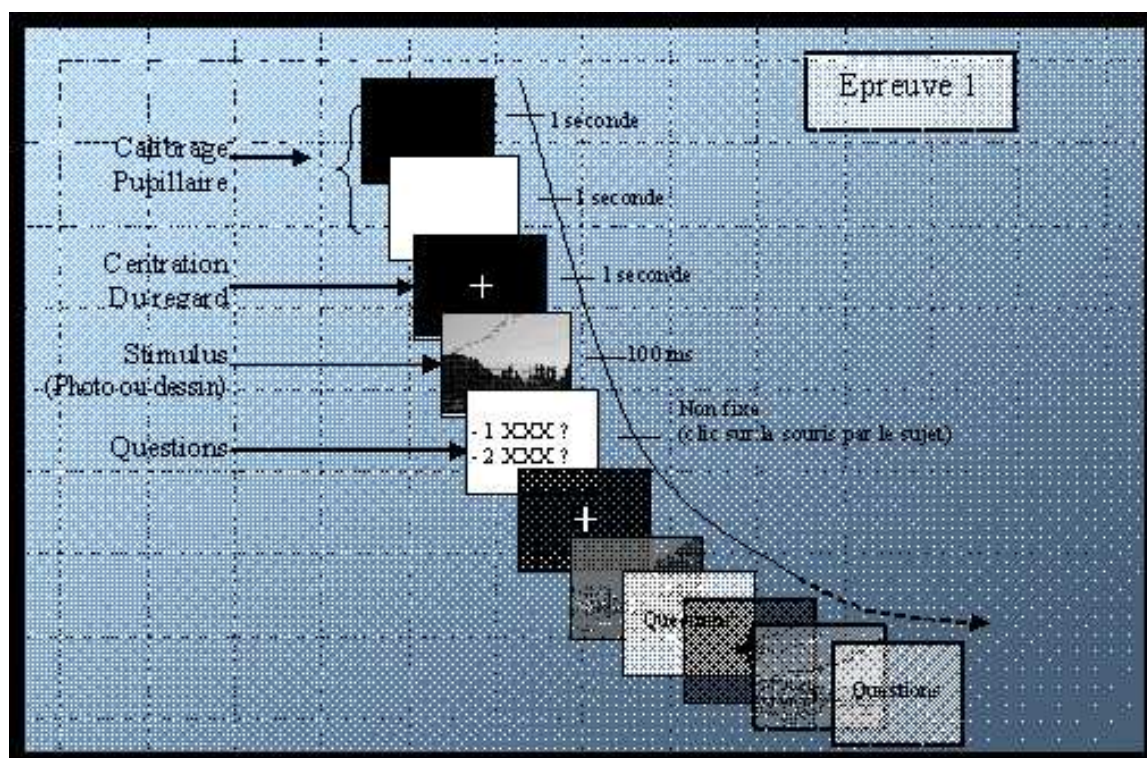 Epreuve 1
Calibrage
Pupillaire
1 seconde
1 seconde
Centration
Du regard
1 seconde
Stimulus
(Photo ou dessin)
100 ms
Questions
- 1 XXX ?
- 2 XXX ?
Non fixe
(clic sur la souris par le sujet)
Questions
Questions